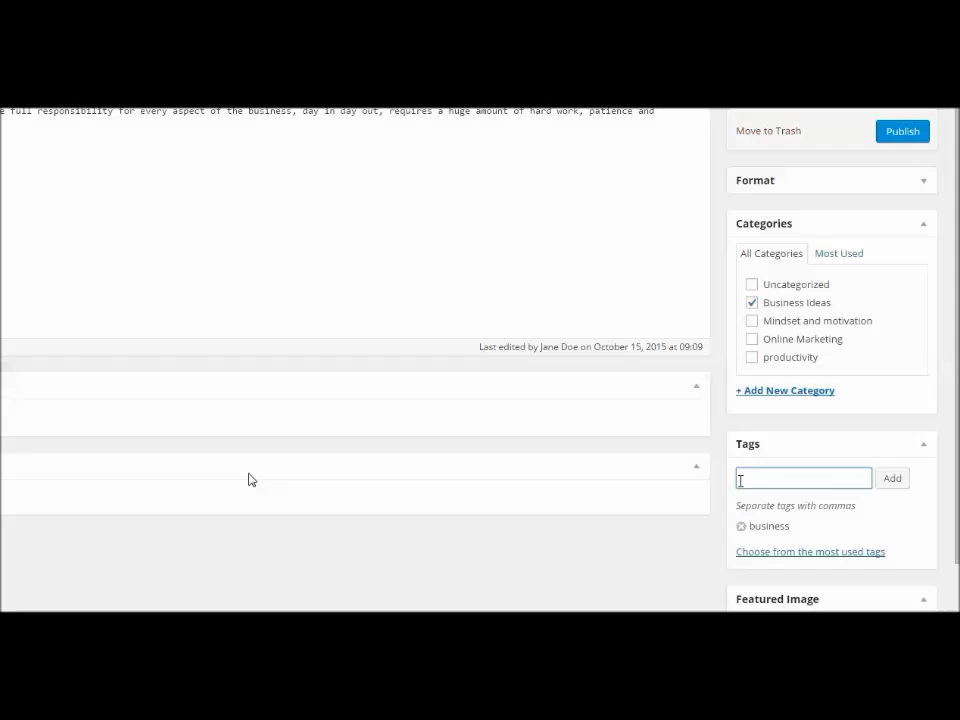 e full responsibility for every aspect of the business, day in day out, requires a huge amount of hard work, patience and
Move to Trash
Publish
Format
Categories
All Categories
Most Used
Uncategorized
Business Ideas
Mindset and motivation
Online Marketing
productivity
Last edited by Jane Doe on October 15, 2015 at 09:09
+ Add New Category
Tags
Add
Separate tags with commas
business
Choose from the most used tags
Featured Image